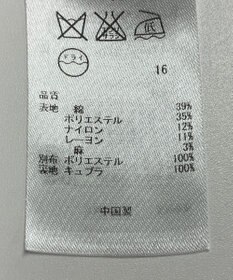 低
ドライ
16
品質
表地 綿 39%
ポリエステル 35%
ナイロン 12%
レーヨン 11%
麻 3%
別布 ポリエステル 100%
表地 キュプラ 100%
中国製